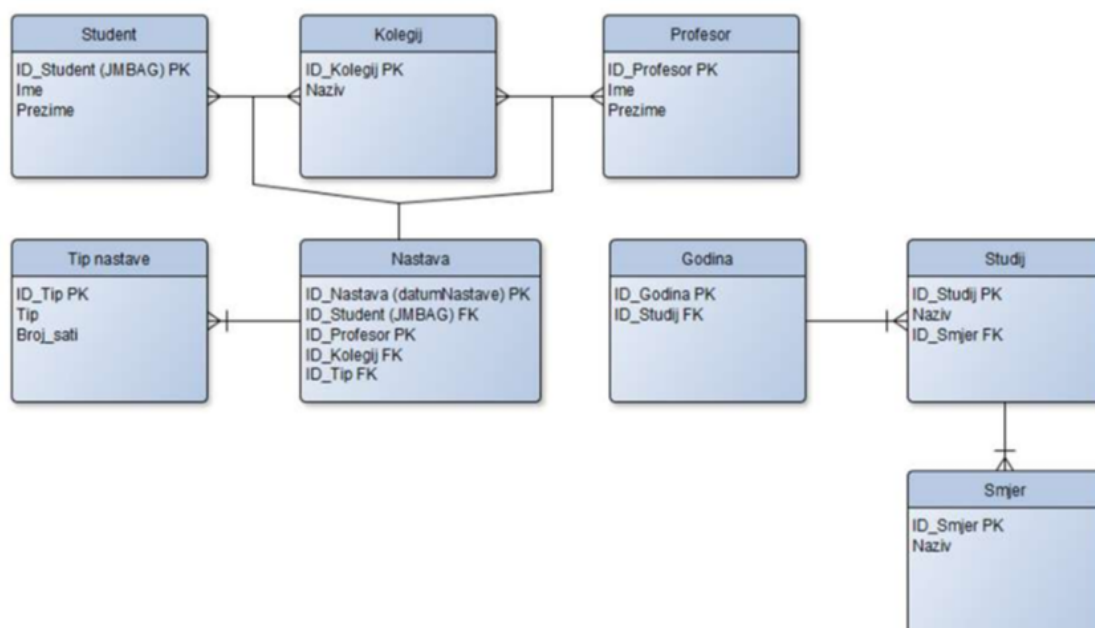 Student
ID_Student (JMBAG) PK
Ime
Prezime
Kolegij
ID_Kolegij PK
Naziv
Profesor
ID_Profesor PK
Ime
Prezime
Tip nastave
ID_Tip PK
Tip
Broj_sati
Nastava
ID_Nastava (datumNastave) PK
ID_Student (JMBAG) FK
ID_Profesor PK
ID_Kolegij FK
ID_Tip FK
Godina
ID_Godina PK
ID_Studij FK
Studij
ID_Studij PK
Naziv
ID_Smjer FK
Smjer
ID_Smjer PK
Naziv